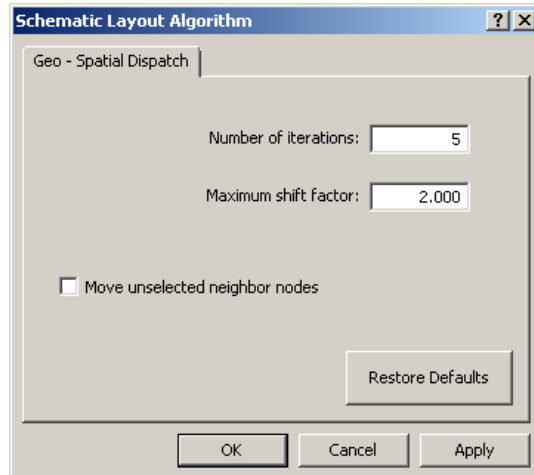 Schematic Layout Algorithm
Geo - Spatial Dispatch
Number of iterations: 5
Maximum shift factor: 2.000
Move unselected neighbor nodes
Restore Defaults
OK Cancel Apply